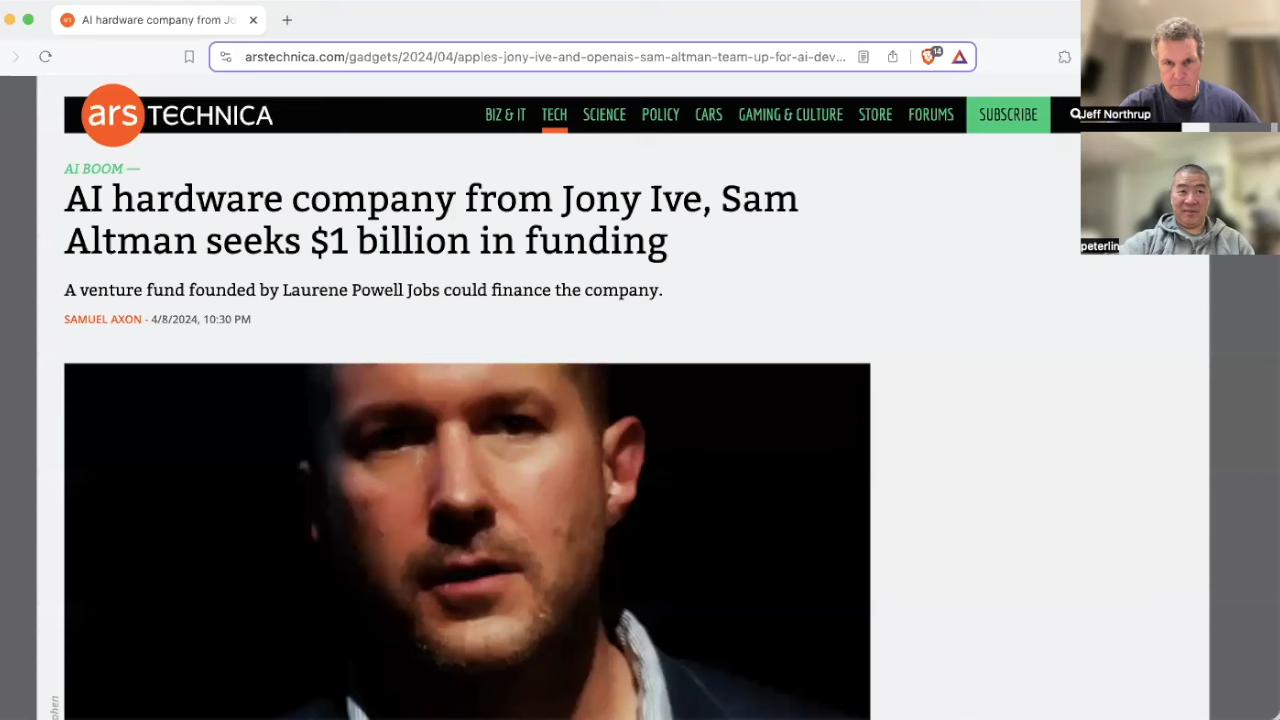 AI hardware company from Jo
arstechnica.com/gadgets/2024/04/apples-jony-ive-and-openais-sam-altman-team-up-for-ai-dev...
14
ars TECHNICA
BIZ & IT TECH SCIENCE POLICY CARS GAMING & CULTURE STORE FORUMS SUBSCRIBE
Jeff Northrup
AI BOOM —
AI hardware company from Jony Ive, Sam
Altman seeks $1 billion in funding
peterlin
A venture fund founded by Laurene Powell Jobs could finance the company.
SAMUEL AXON - 4/8/2024, 10:30 PM